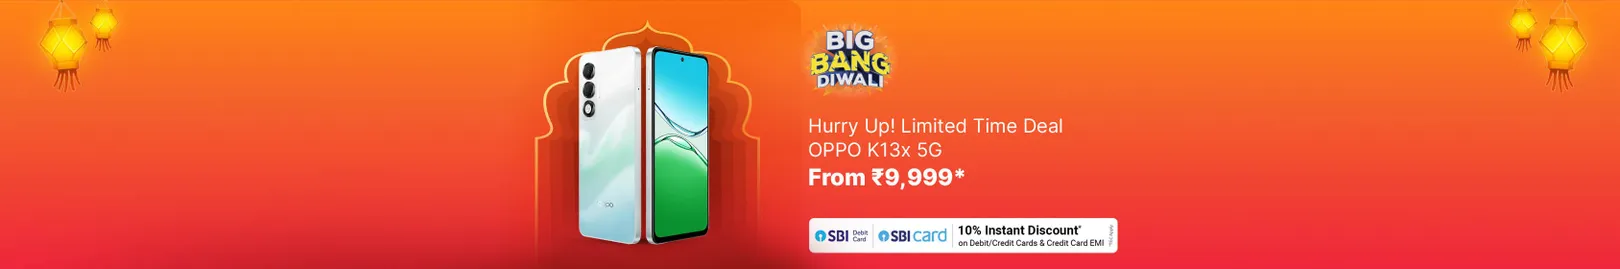 BIG
BANG
DIWALI
Hurry Up! Limited Time Deal
OPPO K13x 5G
From ₹9,999*
SBI Debit Card
SBI card
10% Instant Discount*
on Debit/Credit Cards & Credit Card EMI